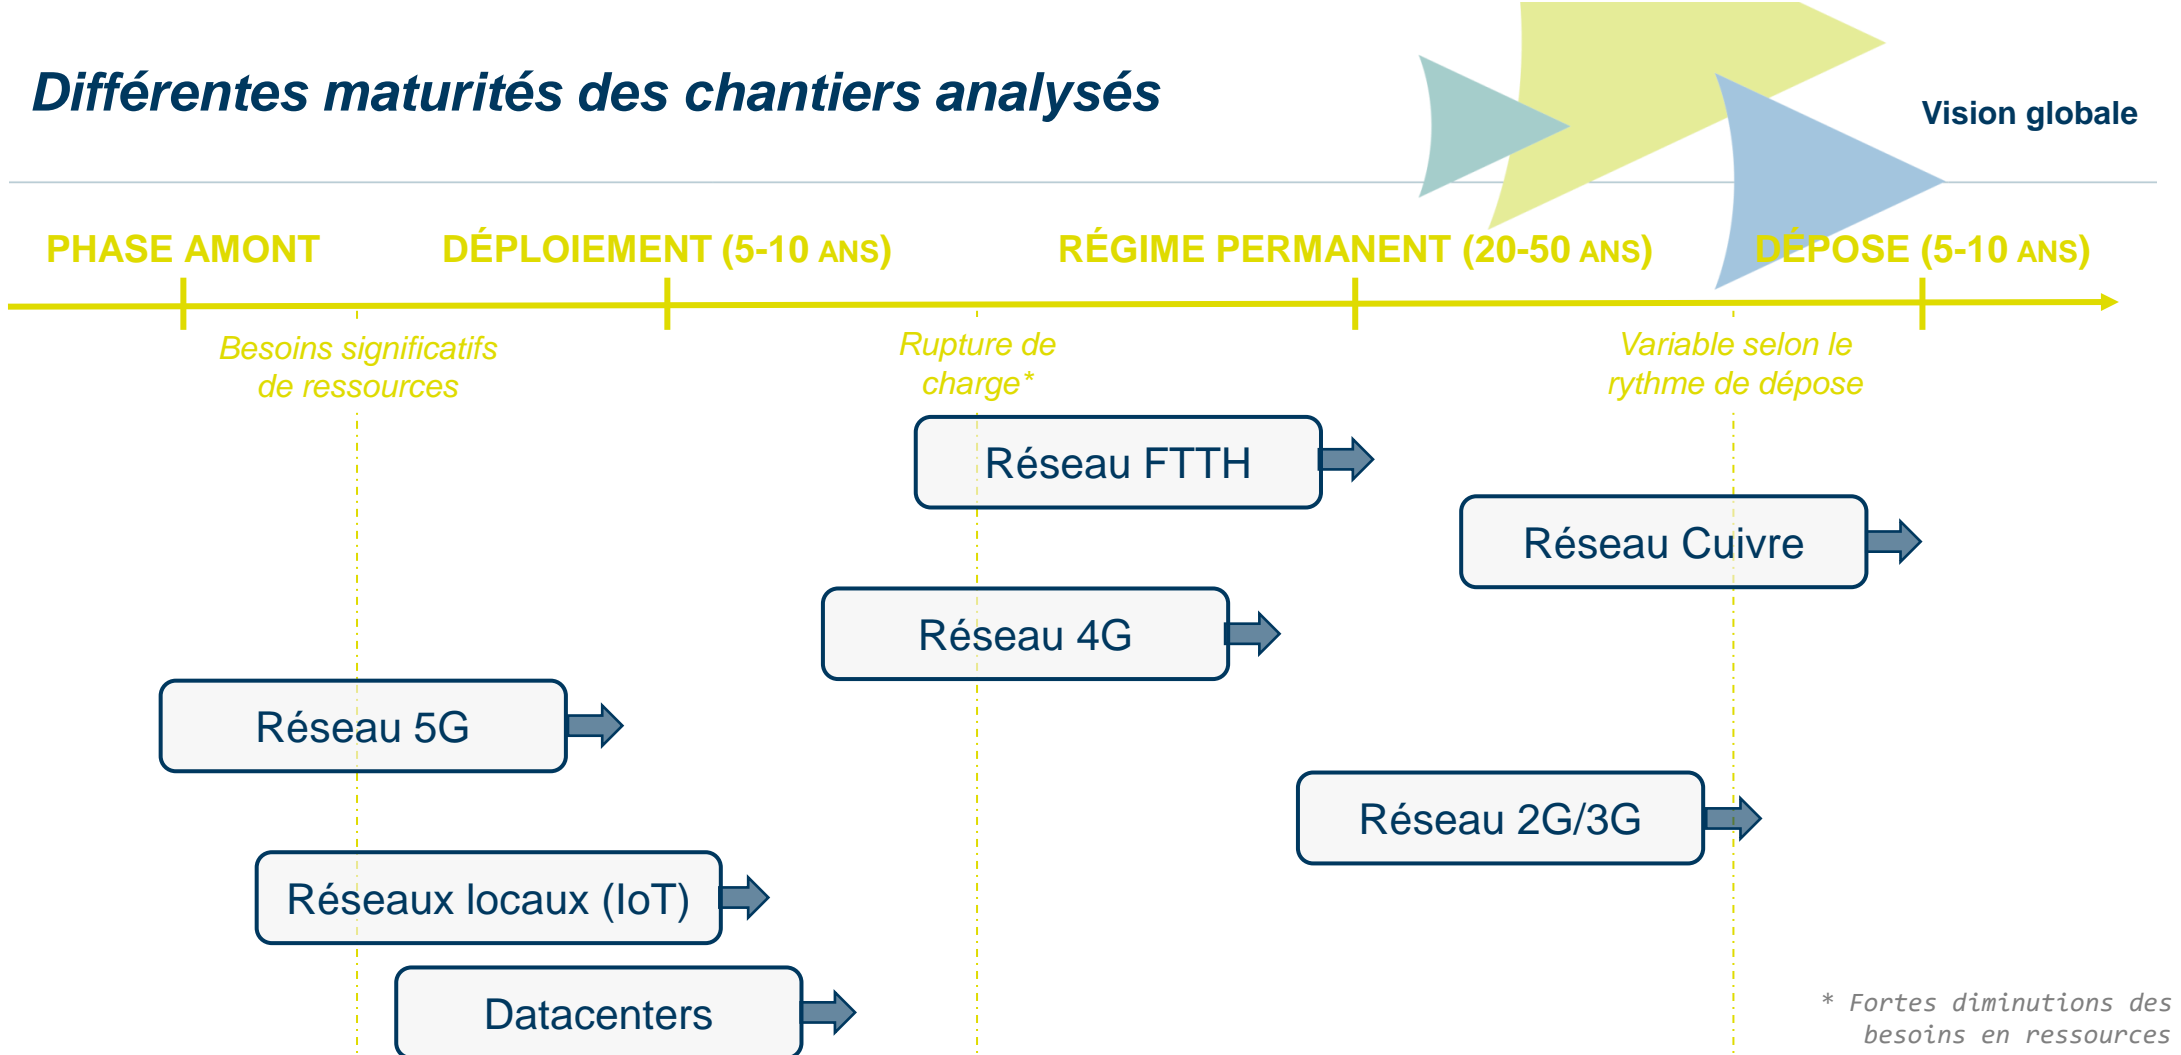 Différentes maturités des chantiers analysés
Vision globale
PHASE AMONT
DÉPLOIEMENT (5-10 ANS)
RÉGIME PERMANENT (20-50 ANS)
DÉPOSE (5-10 ANS)
Besoins significatifs
de ressources
Rupture de
charge*
Variable selon le
rythme de dépose
Réseau FTTH
Réseau Cuivre
Réseau 4G
Réseau 5G
Réseau 2G/3G
Réseaux locaux (IoT)
Datacenters
* Fortes diminutions des
besoins en ressources